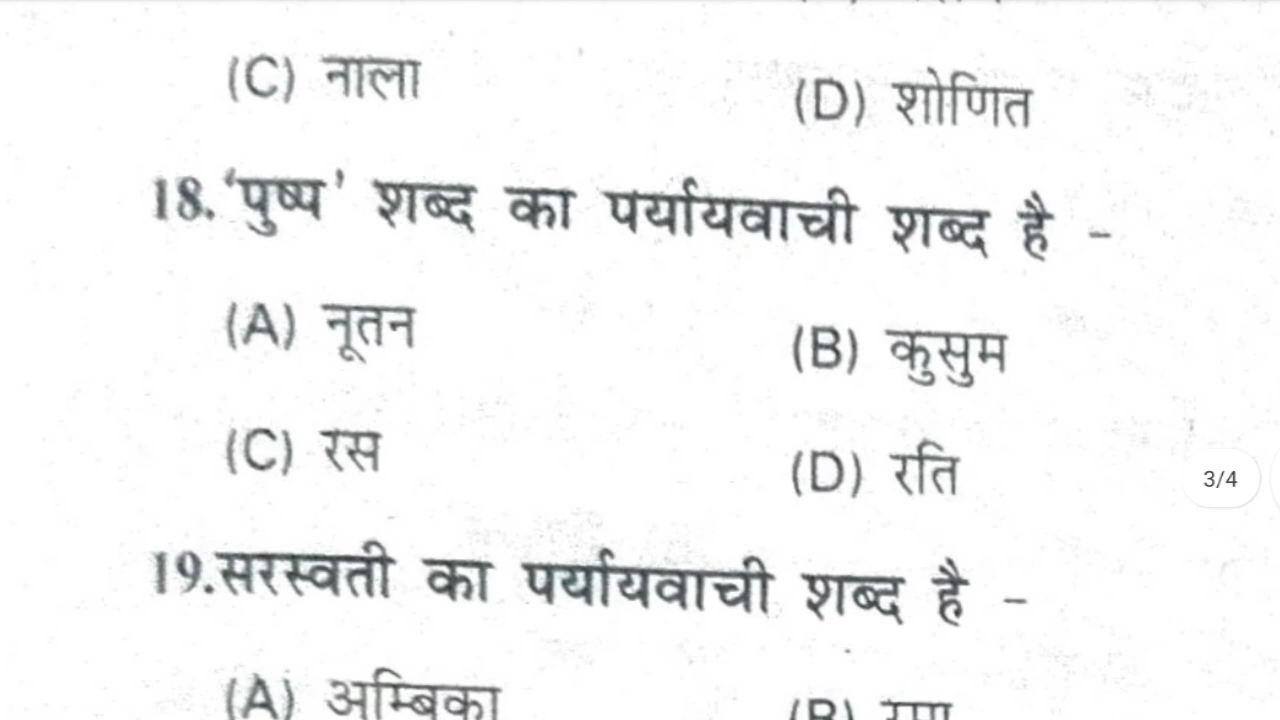 (C) नाला (D) शोणित
18. 'पुष्प' शब्द का पर्यायवाची शब्द है -
(A) नूतन (B) कुसुम
(C) रस (D) रति
3/4
19.सरस्वती का पर्यायवाची शब्द है -
(A) अम्बिका (B)